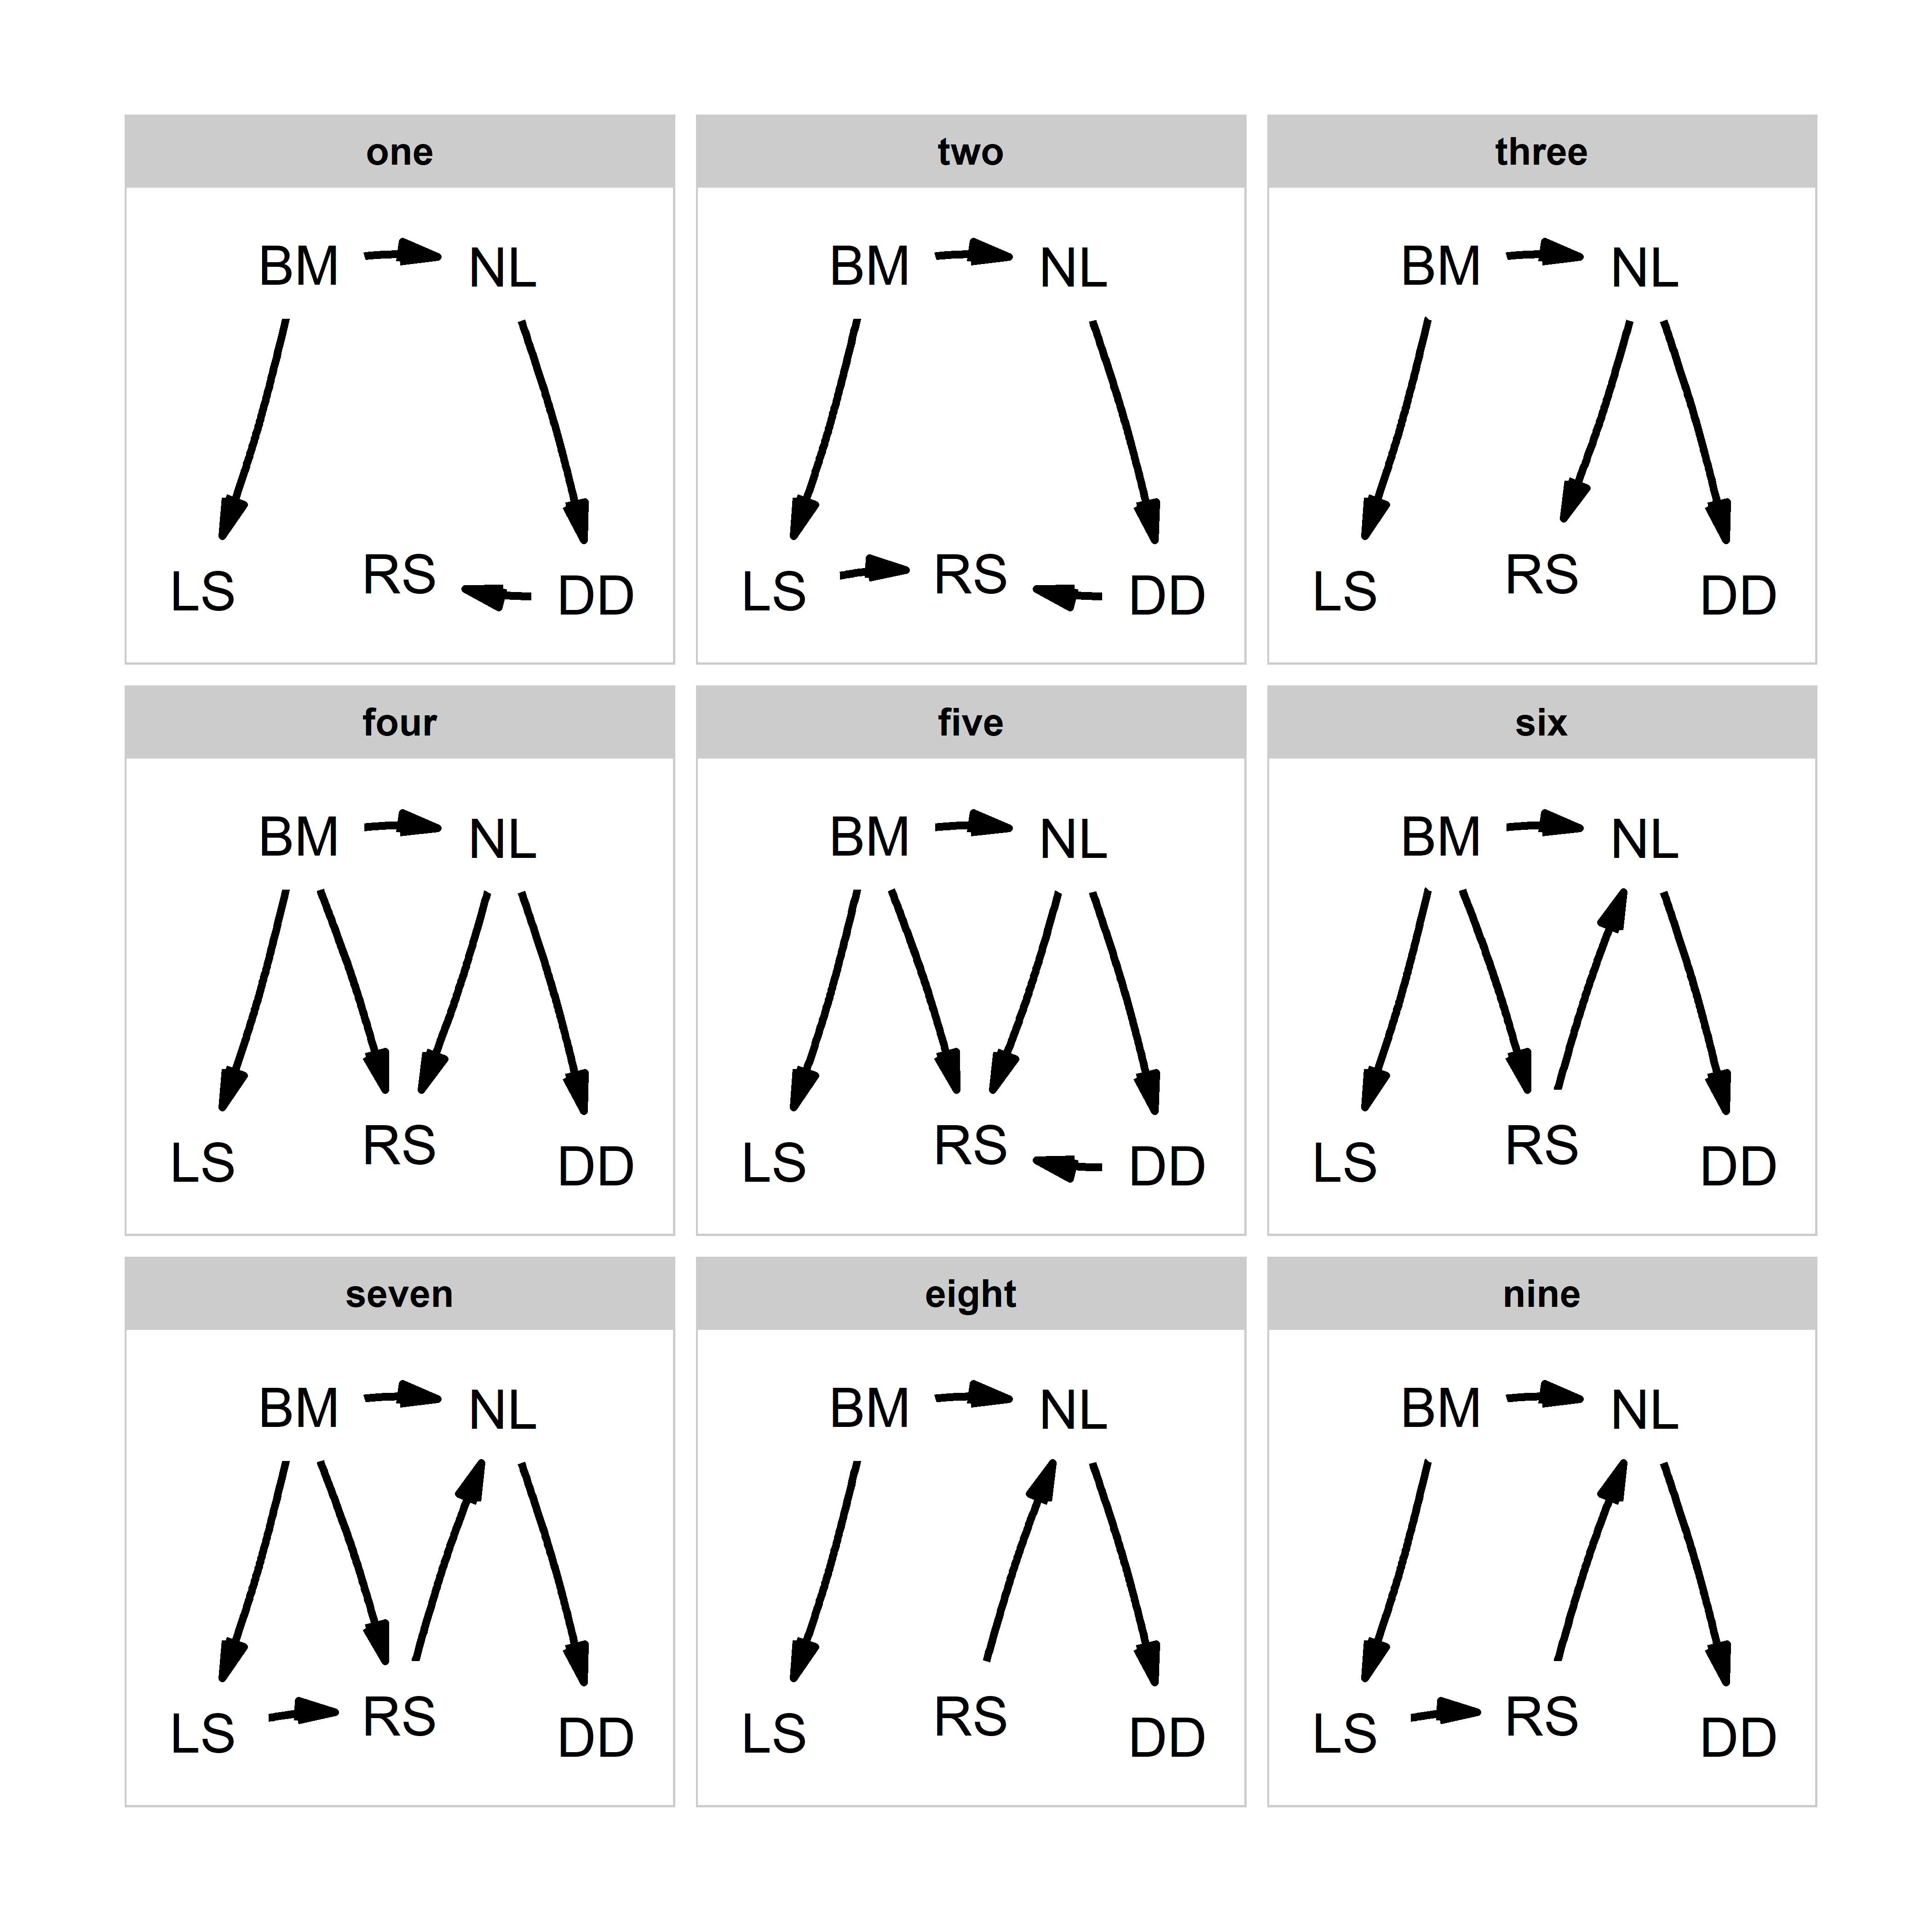 one two three
BM NL BM NL BM NL
LS RS DD LS RS DD LS RS DD
four five six
BM NL BM NL BM NL
LS RS DD LS RS DD LS RS DD
seven eight nine
BM NL BM NL BM NL
LS RS DD LS RS DD LS RS DD